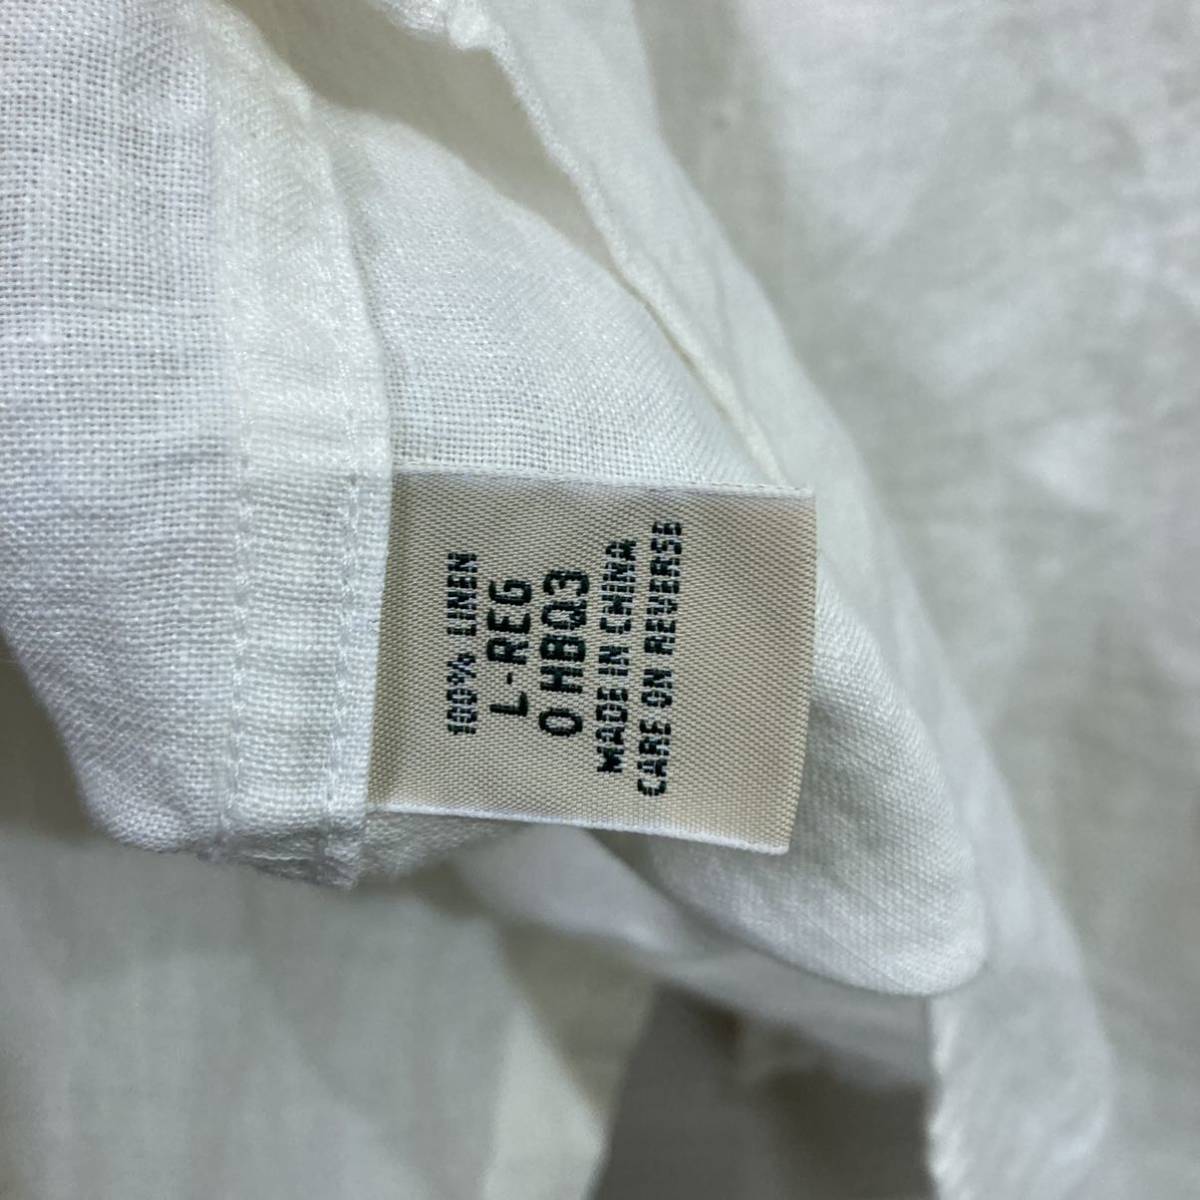 100% LINEN
L-REG
0 HBQ3
MADE IN CHINA
CARE ON REVERSE